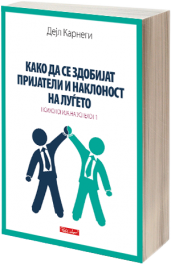 Дејл Карнеги
КАКО ДА СЕ ЗДОБИЈАТ
ПРИЈАТЕЛИ И НАКЛОНОСТ
НА ЛУЃЕТО